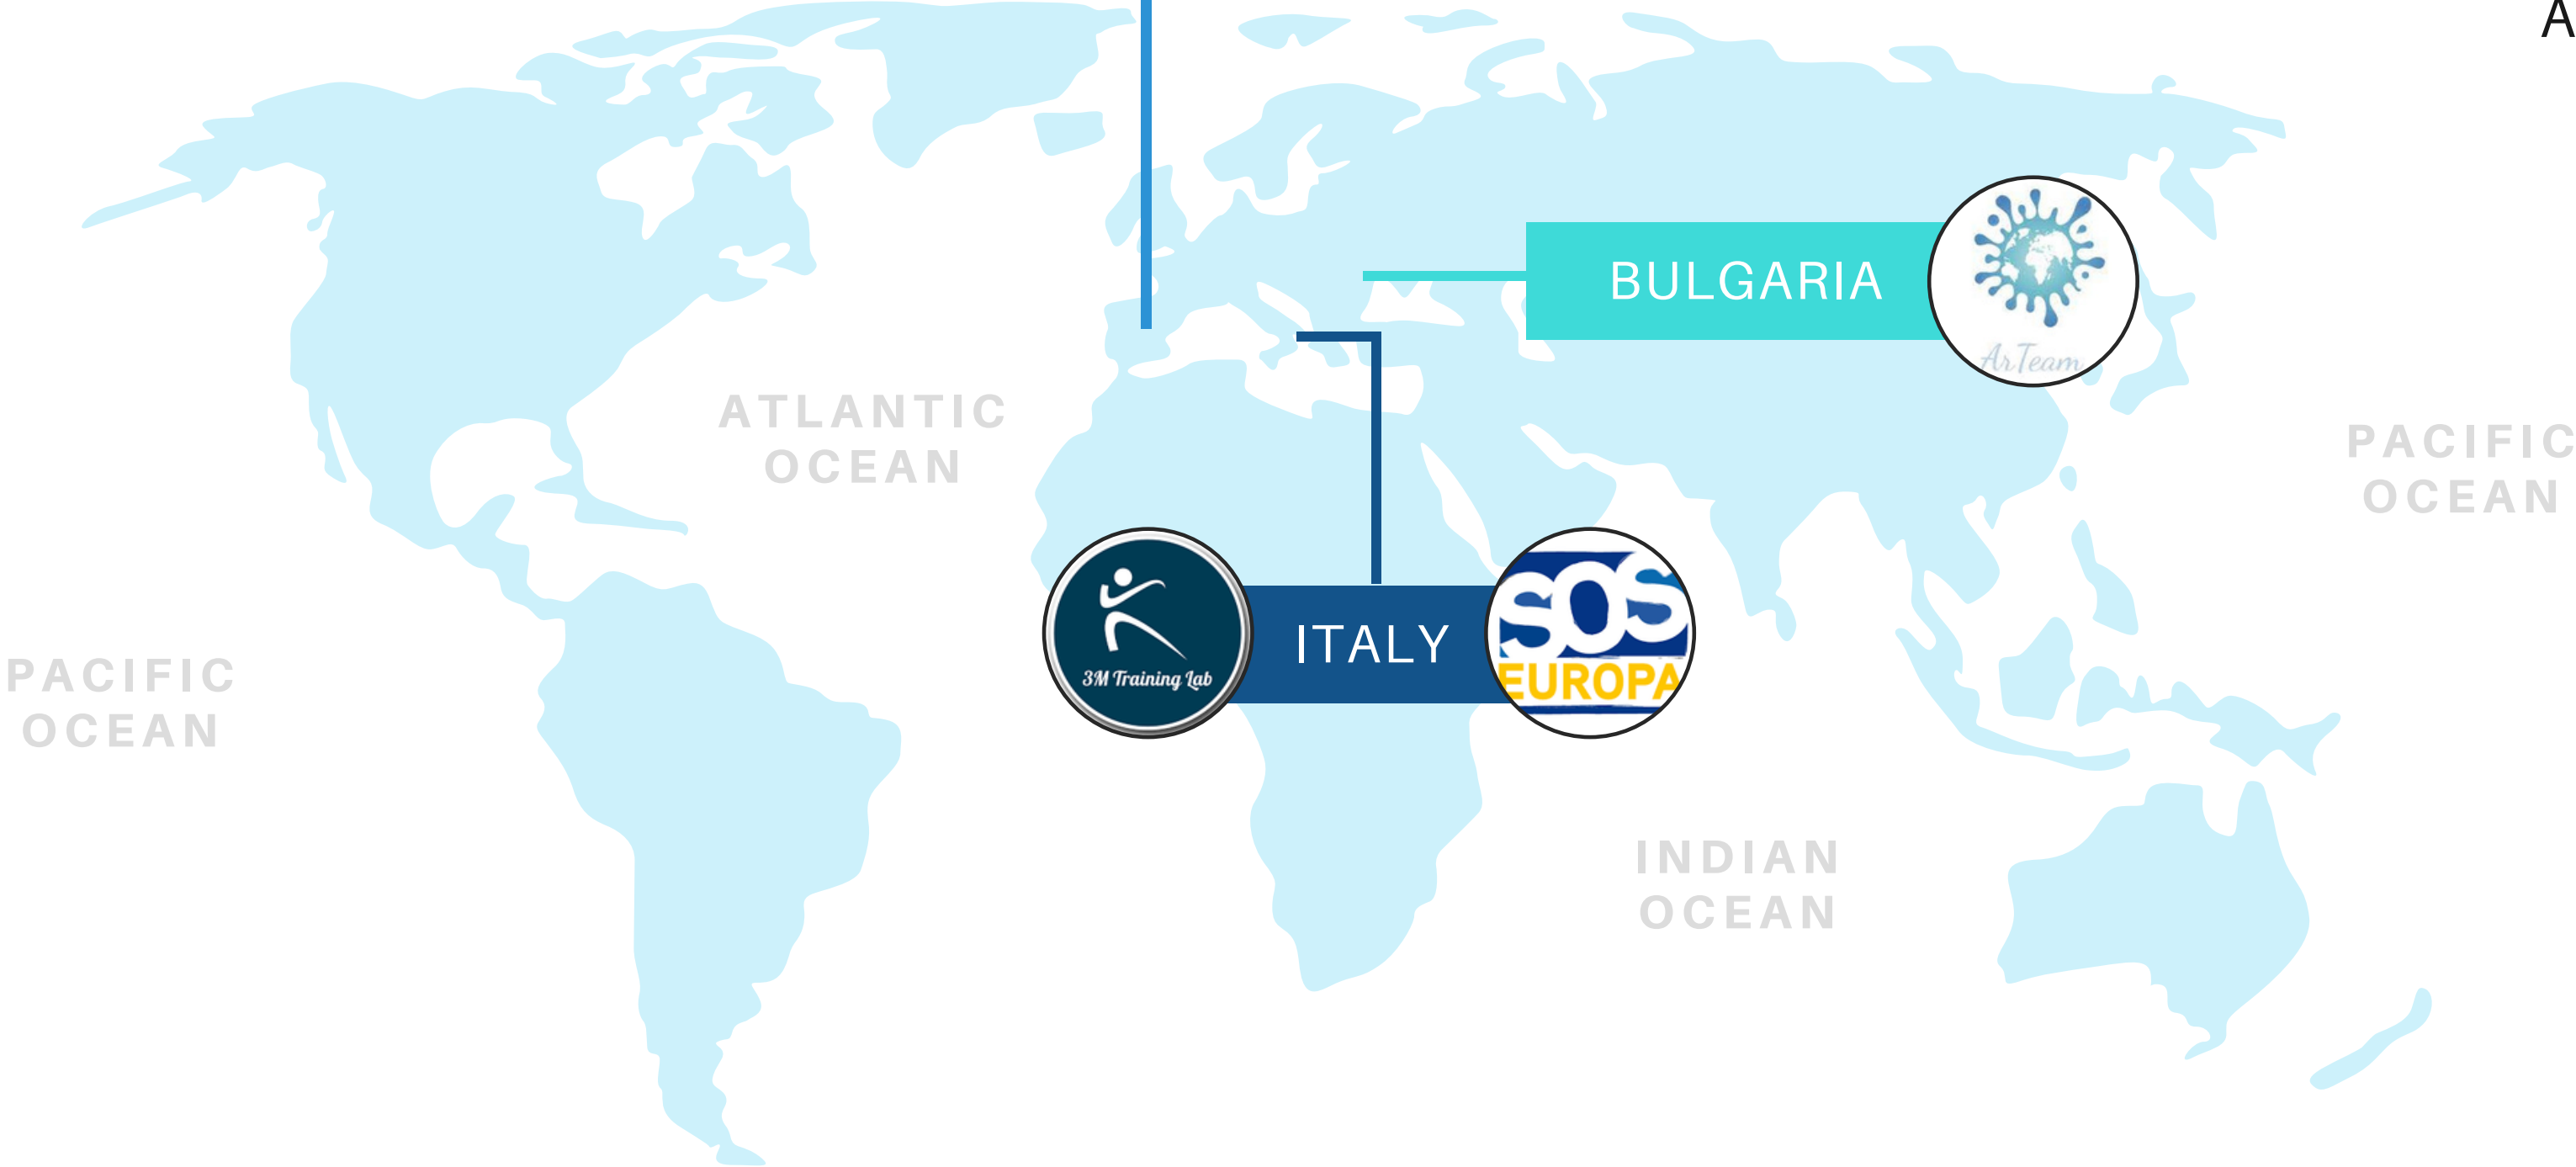 A
BULGARIA
ArTeam
ATLANTIC
OCEAN
PACIFIC
OCEAN
3M Training Lab
ITALY
SOS
EUROPA
PACIFIC
OCEAN
INDIAN
OCEAN